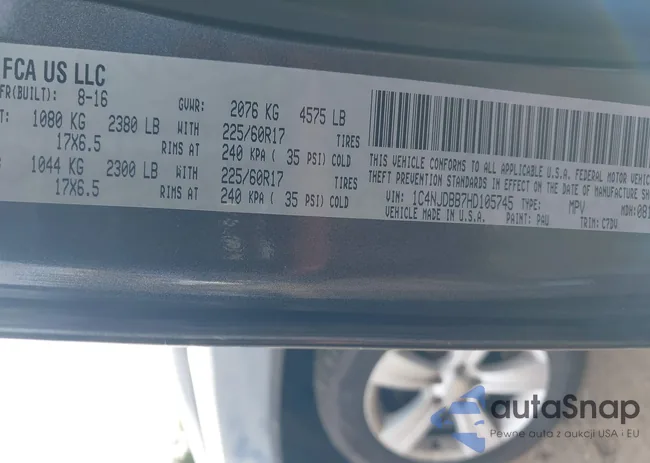 FCA US LLC
FR(BUILT): 8-16 GVWR: 2076 KG 4575 LB
T: 1080 KG 2380 LB WITH 225/60R17 TIRES
17X6.5 RIMS AT 240 KPA ( 35 PSI) COLD
: 1044 KG 2300 LB WITH 225/60R17 TIRES
17X6.5 RIMS AT 240 KPA ( 35 PSI) COLD
THIS VEHICLE CONFORMS TO ALL APPLICABLE U.S.A. FEDERAL MOTOR VEH
THEFT PREVENTION STANDARDS IN EFFECT ON THE DATE OF MANUFACTURE SH
VIN: 1C4NJDBB7HD105745 TYPE: MPV MDH:081
VEHICLE MADE IN U.S.A. PAINT: PAU TRIM: C7DV
autaSnap
Pewne auta z aukcji USA i EU